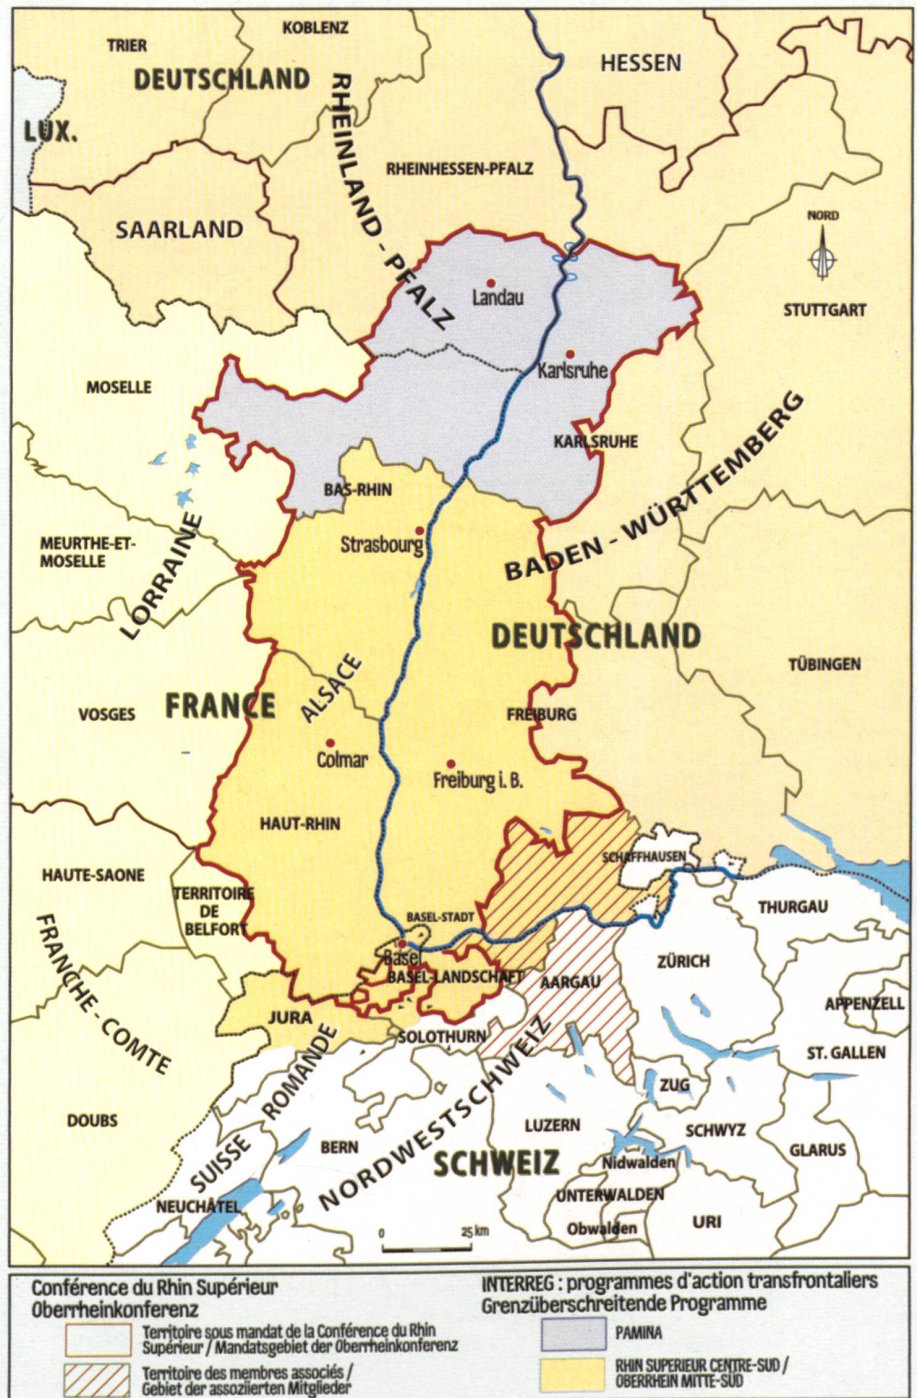 TRIER
KOBLENZ
DEUTSCHLAND
HESSEN
LUX.
RHEINLAND - PFALZ
RHEINHESSEN-PFALZ
SAARLAND
NORD
Landau
STUTTGART
Karlsruhe
MOSELLE
KARLSRUHE
BADEN - WÜRTTEMBERG
BAS-RHIN
Strasbourg
MEURTHE-ET-
MOSELLE
LORRAINE
DEUTSCHLAND
TÜBINGEN
ALSACE
FRANCE
VOSGES
FREIBURG
Colmar
Freiburg i. B.
HAUT-RHIN
SCHAFFHAUSEN
HAUTE-SAONE
TERRITOIRE
DE
BELFORT
THURGAU
BASEL-STADT
Basel
BASEL-LANDSCHAFT
FRANCHE - COMTE
AARGAU
ZÜRICH
APPENZELL
JURA
SOLOTHURN
ST. GALLEN
SUISSE ROMANDE
NORDWESTSCHWEIZ
ZUG
DOUBS
LUZERN
SCHWYZ
GLARUS
BERN
SCHWEIZ
Nidwalden
UNTERWALDEN
NEUCHÂTEL
Obwalden
URI
0 25 km
Conférence du Rhin Supérieur
Oberrheinkonferenz
Territoire sous mandat de la Conférence du Rhin
Supérieur / Mandatsgebiet der Oberrheinkonferenz
Territoire des membres associés /
Gebiet der assoziierten Mitglieder
INTERREG : programmes d'action transfrontaliers
Grenzüberschreitende Programme
PAMINA
RHIN SUPERIEUR CENTRE-SUD /
OBERRHEIN MITTE-SÜD